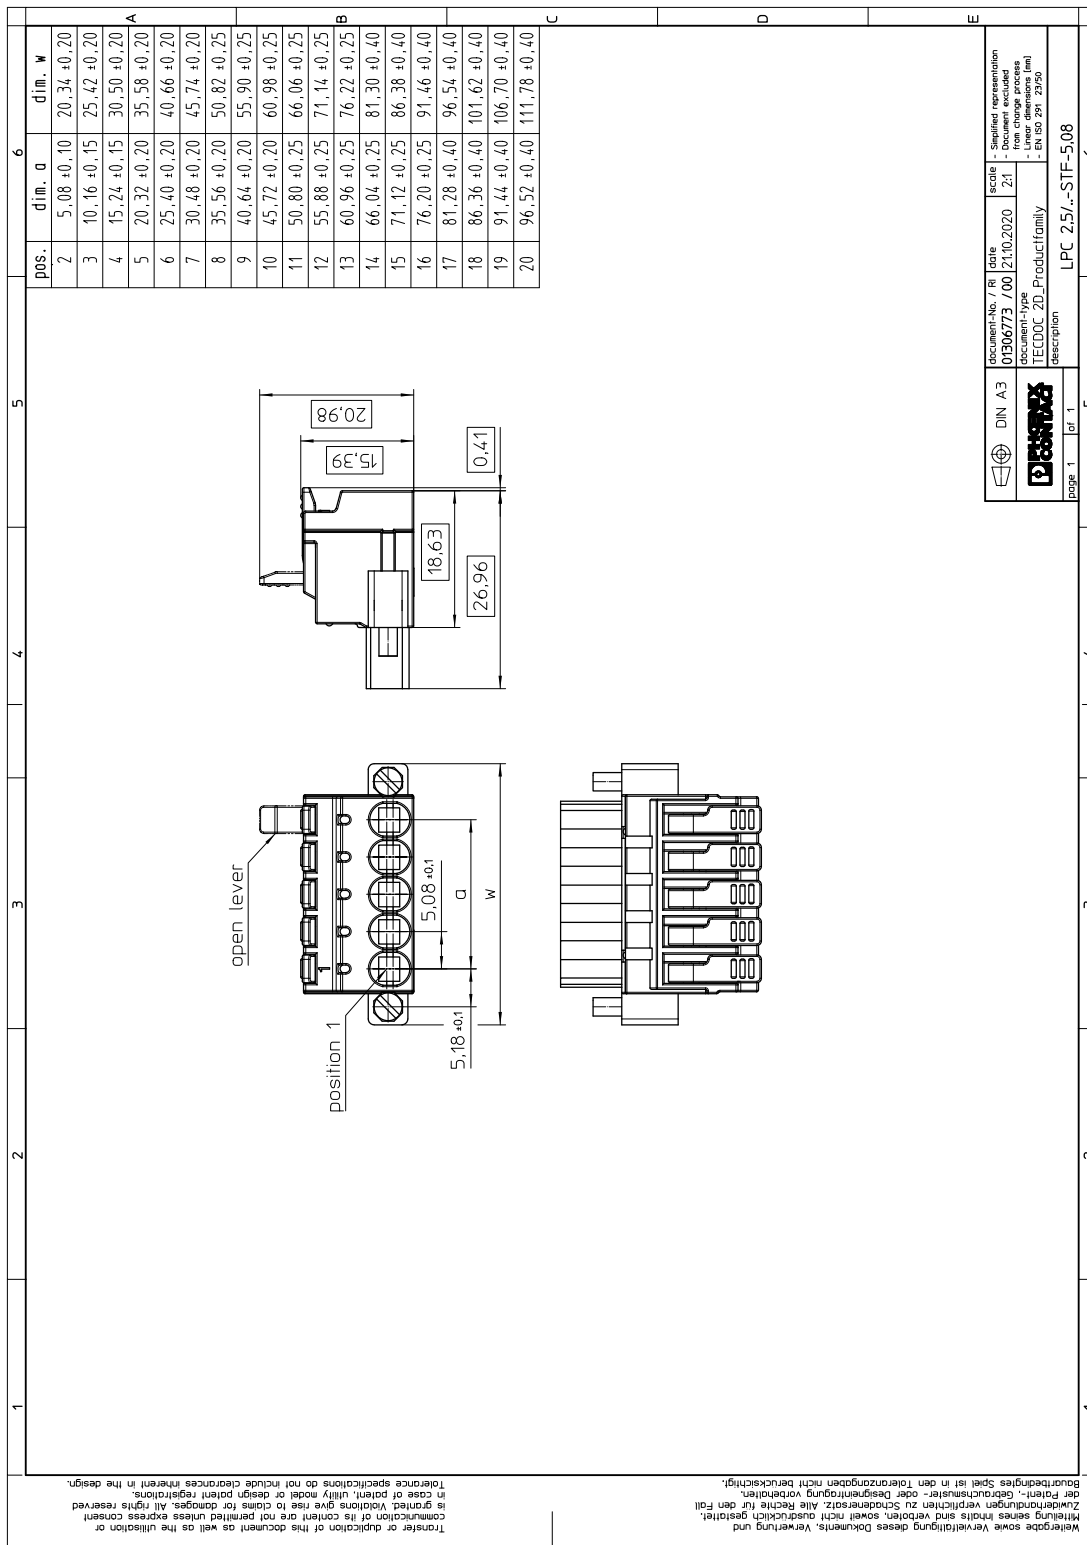 1 2 3 4 5 6
A
B
C
D
E
pos. dim. a dim. w
2 5,08 ±0,10 20,34 ±0,20
3 10,16 ±0,15 25,42 ±0,20
4 15,24 ±0,15 30,50 ±0,20
5 20,32 ±0,20 35,58 ±0,20
6 25,40 ±0,20 40,66 ±0,20
7 30,48 ±0,20 45,74 ±0,20
8 35,56 ±0,20 50,82 ±0,25
9 40,64 ±0,20 55,90 ±0,25
10 45,72 ±0,20 60,98 ±0,25
11 50,80 ±0,25 66,06 ±0,25
12 55,88 ±0,25 71,14 ±0,25
13 60,96 ±0,25 76,22 ±0,25
14 66,04 ±0,25 81,30 ±0,40
15 71,12 ±0,25 86,38 ±0,40
16 76,20 ±0,25 91,46 ±0,40
17 81,28 ±0,40 96,54 ±0,40
18 86,36 ±0,40 101,62 ±0,40
19 91,44 ±0,40 106,70 ±0,40
20 96,52 ±0,40 111,78 ±0,40
open lever
position 1
1
5,08 ±0,1
5,18 ±0,1
a
w
20,98
15,39
18,63
26,96
0,41
DIN A3
PHOENIX
CONTACT
page 1 of 1
document-No. / RI
01306773 / 00
date
21.10.2020
scale
2:1
- Simplified representation
- Document excluded
from change process
- Linear dimensions [mm]
- EN ISO 291 23/50
document-type
TECDOC 2D_Productfamily
description
LPC 2,5/..-STF-5,08
Transfer or duplication of this document as well as the utilisation or
communication of its content are not permitted unless express consent
is granted. Violations give rise to claims for damages. All rights reserved
in case of patent, utility model or design patent registrations.
Tolerance specifications do not include clearances inherent in the design.
Weitergabe sowie Vervielfältigung dieses Dokuments, Verwertung und
Mitteilung seines Inhalts sind verboten, soweit nicht ausdrücklich gestattet.
Zuwiderhandlungen verpflichten zu Schadenersatz. Alle Rechte für den Fall
der Patent-, Gebrauchsmuster- oder Designeintragung vorbehalten.
Bauartbedingtes Spiel ist in den Toleranzangaben nicht berücksichtigt.